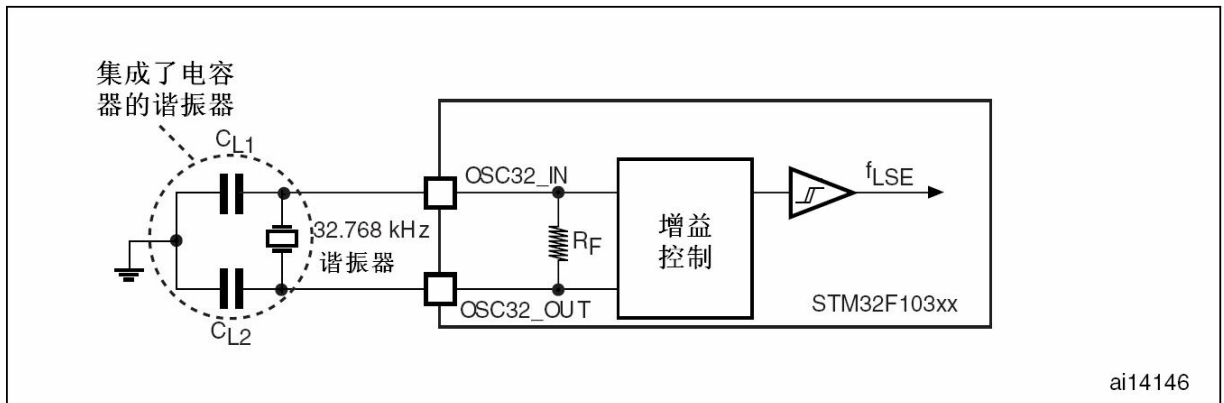 集成了电容
器的谐振器
CL1
OSC32_IN
fLSE
32.768 kHz
谐振器
RF
增益
控制
OSC32_OUT
STM32F103xx
CL2
ai14146